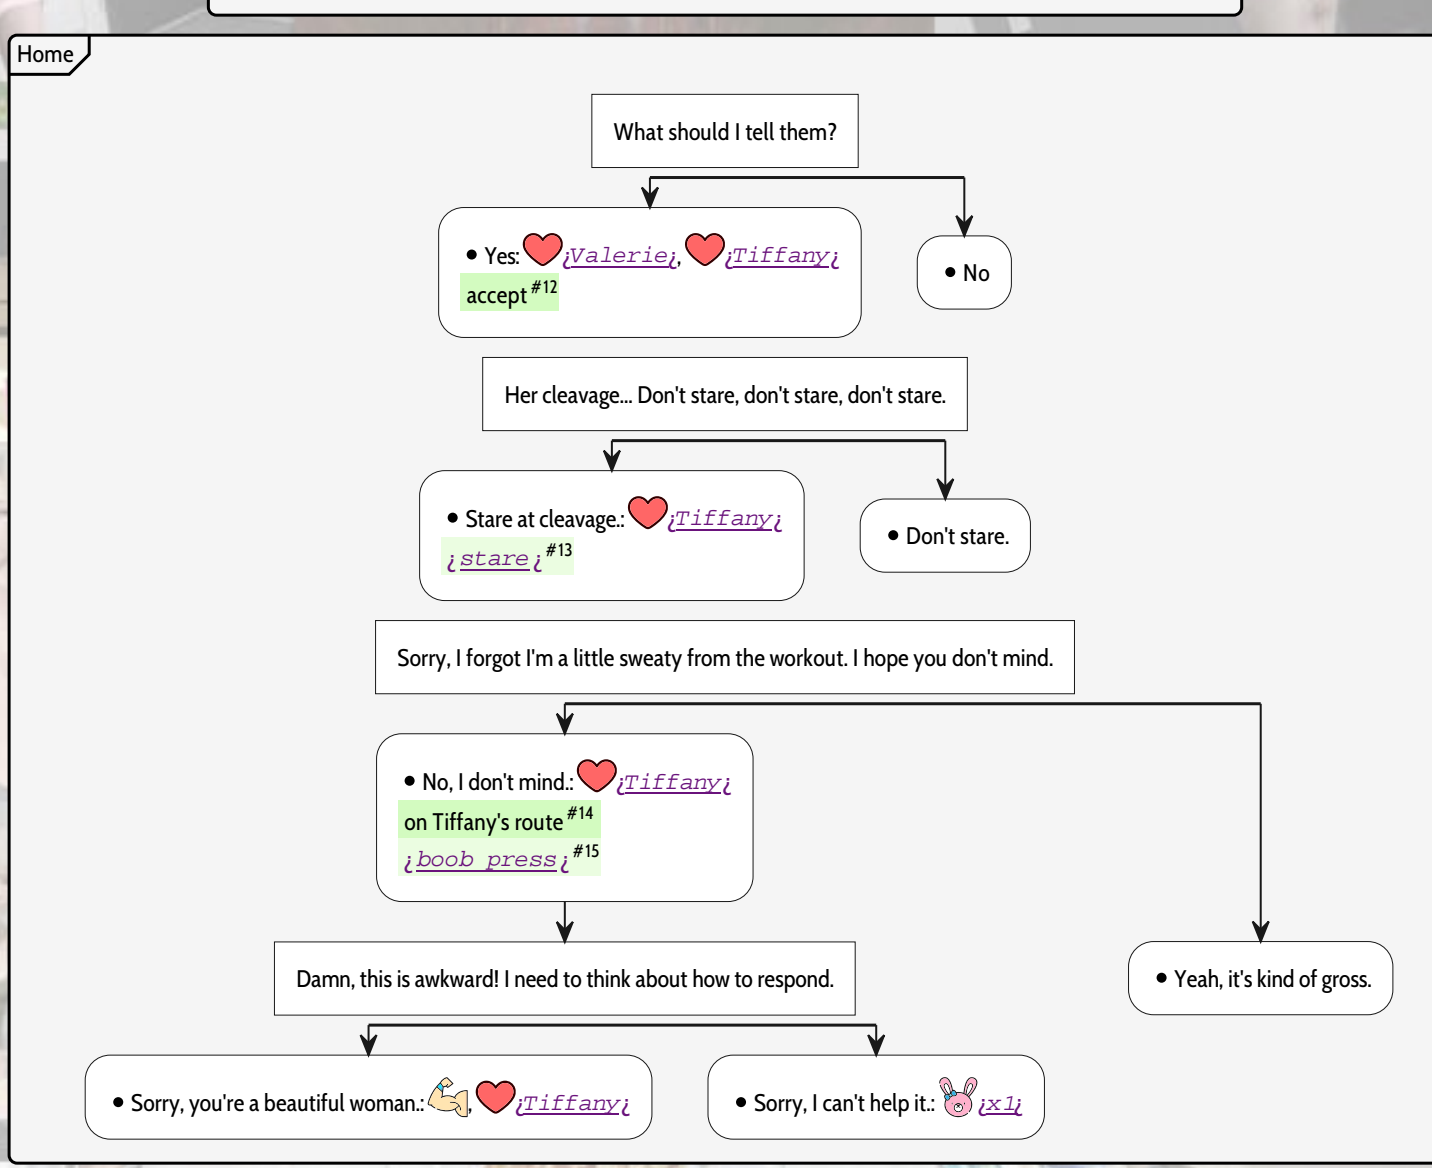 Home
What should I tell them?
• Yes: ¿Valerie¿, ¿Tiffany¿
accept #12
• No
Her cleavage... Don't stare, don't stare, don't stare.
• Stare at cleavage.: ¿Tiffany¿
¿stare¿ #13
• Don't stare.
Sorry, I forgot I'm a little sweaty from the workout. I hope you don't mind.
• No, I don't mind.: ¿Tiffany¿
on Tiffany's route #14
¿boob press¿ #15
Damn, this is awkward! I need to think about how to respond.
• Yeah, it's kind of gross.
• Sorry, you're a beautiful woman.: , ¿Tiffany¿
• Sorry, I can't help it.: ¿x1¿